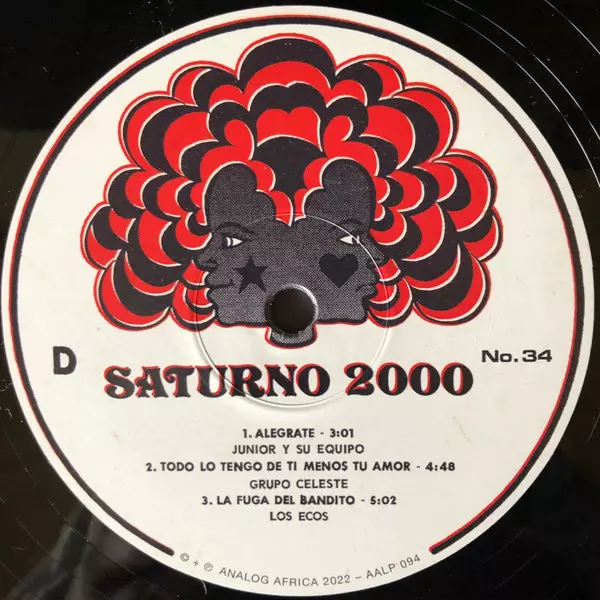 D
SATURNO 2000
No. 34
1. ALEGRATE - 3:01
JUNIOR Y SU EQUIPO
2. TODO LO TENGO DE TI MENOS TU AMOR - 4:48
GRUPO CELESTE
3. LA FUGA DEL BANDITO - 5:02
LOS ECOS
© + ℗ ANALOG AFRICA 2022 - AALP 094